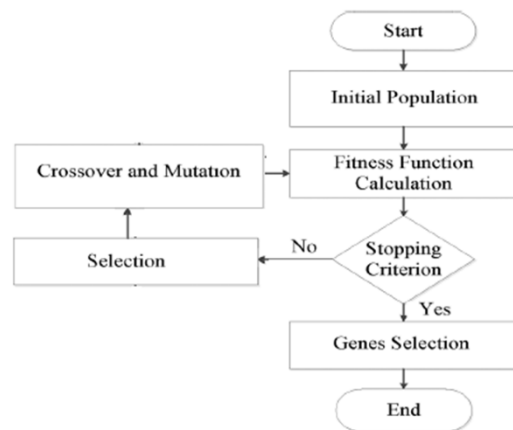 Start
Initial Population
Crossover and Mutation
Fitness Function
Calculation
No
Stopping
Criterion
Selection
Yes
Genes Selection
End